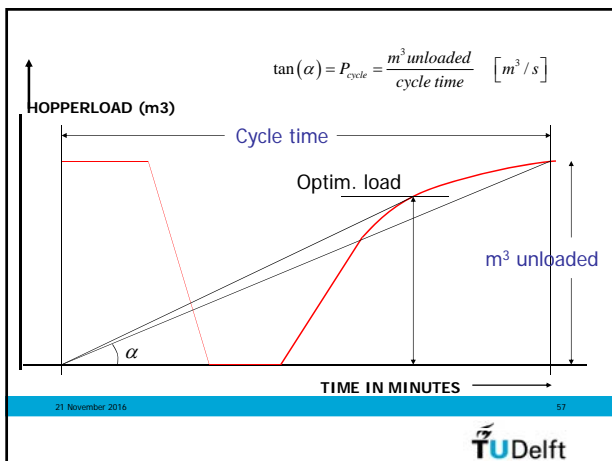 tan(α) = P_cycle = m³ unloaded / cycle time [m³ / s]
HOPPERLOAD (m3)
Cycle time
Optim. load
m³ unloaded
α
TIME IN MINUTES
21 November 2016
57
TUDelft